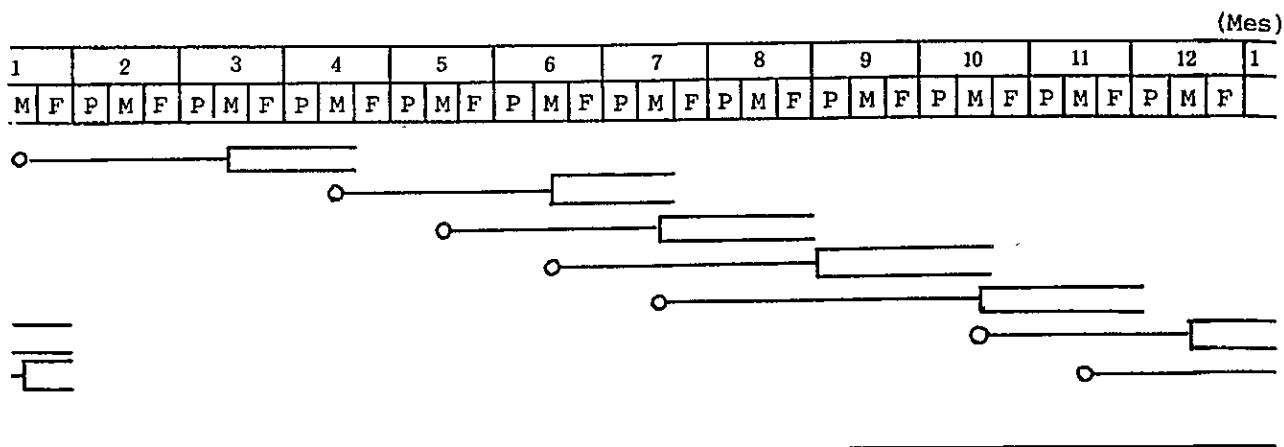 (Mes)
1 2 3 4 5 6 7 8 9 10 11 12 1
M F P M F P M F P M F P M F P M F P M F P M F P M F P M F P M F P M F